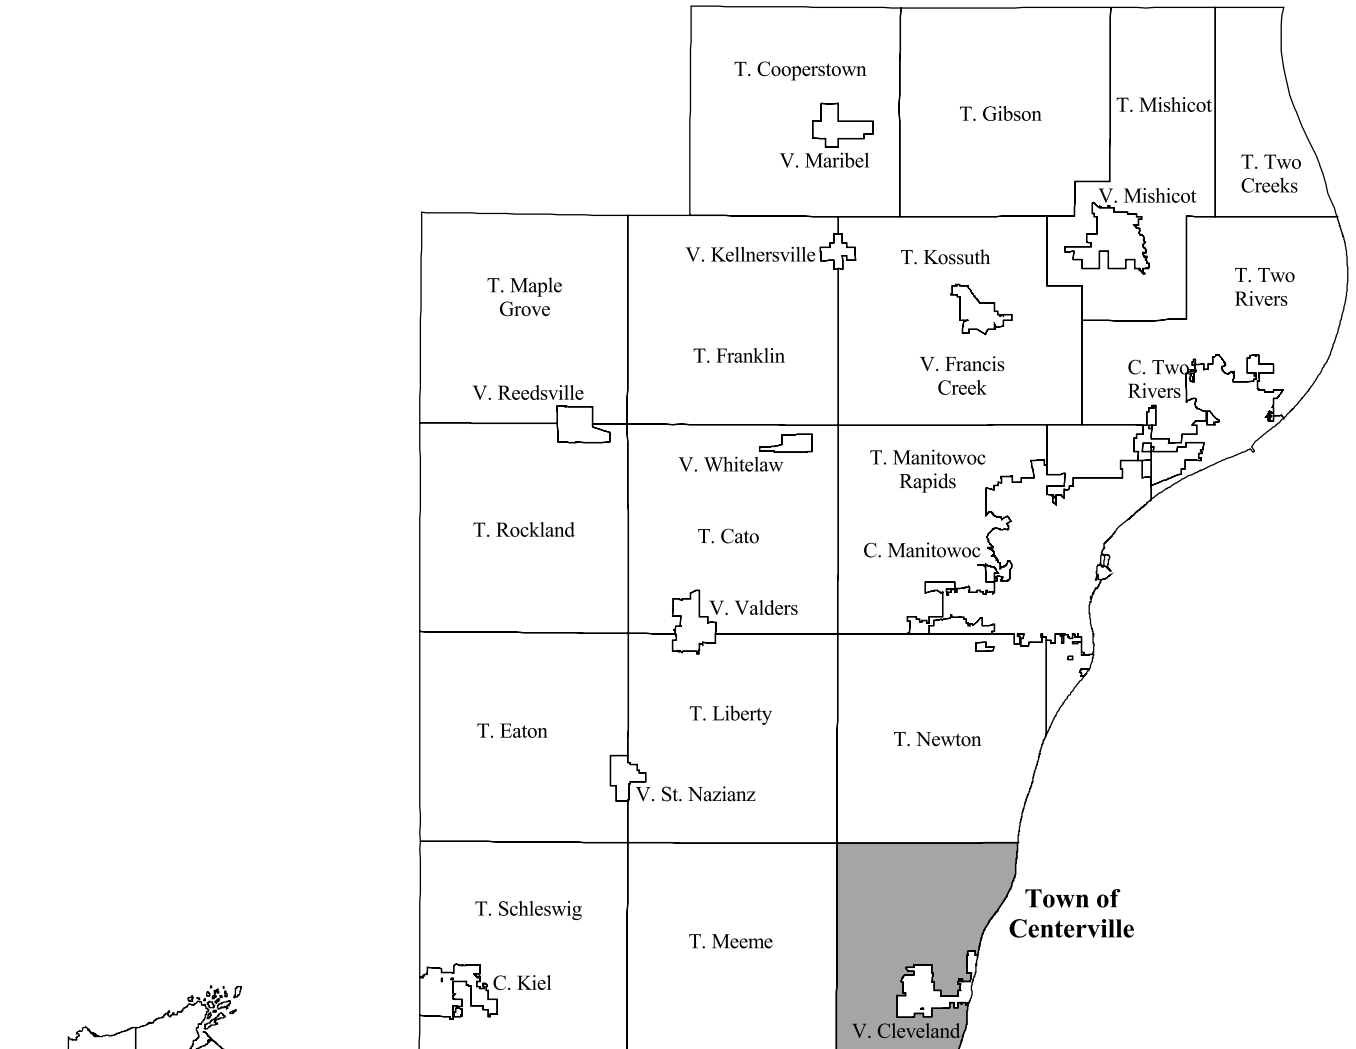 T. Cooperstown
T. Gibson
T. Mishicot
V. Maribel
T. Two
Creeks
V. Mishicot
V. Kellnersville
T. Kossuth
T. Maple
Grove
T. Two
Rivers
T. Franklin
V. Francis
Creek
C. Two
Rivers
V. Reedsville
V. Whitelaw
T. Manitowoc
Rapids
T. Rockland
T. Cato
C. Manitowoc
V. Valders
T. Eaton
T. Liberty
T. Newton
V. St. Nazianz
Town of
Centerville
T. Schleswig
T. Meeme
C. Kiel
V. Cleveland